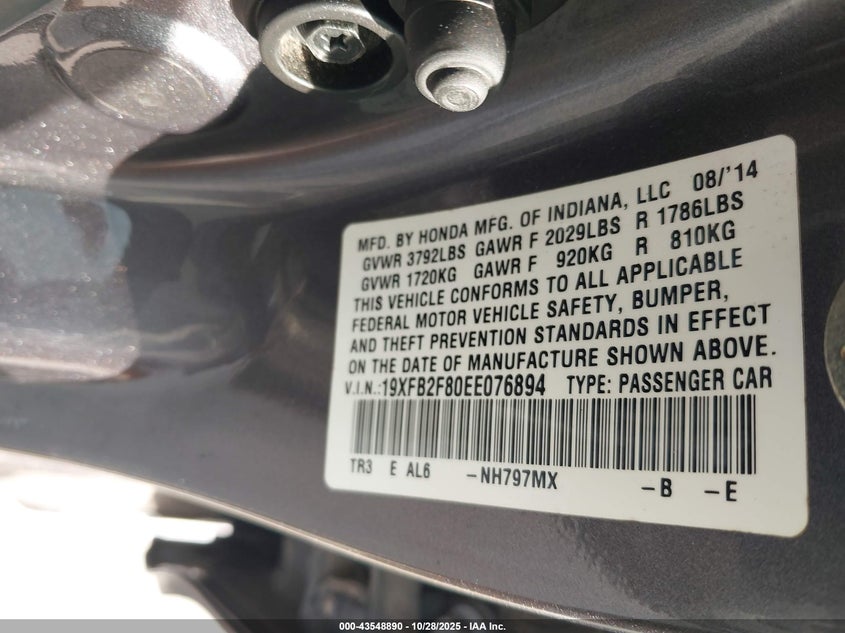 MFD. BY HONDA MFG. OF INDIANA, LLC 08/'14
GVWR 3792LBS GAWR F 2029LBS R 1786LBS
GVWR 1720KG GAWR F 920KG R 810KG
THIS VEHICLE CONFORMS TO ALL APPLICABLE
FEDERAL MOTOR VEHICLE SAFETY, BUMPER,
AND THEFT PREVENTION STANDARDS IN EFFECT
ON THE DATE OF MANUFACTURE SHOWN ABOVE.
V.I.N.:19XFB2F80EE076894 TYPE: PASSENGER CAR
TR3 E AL6 -NH797MX -B -E
000-43548890 - 10/28/2025 - IAA Inc.